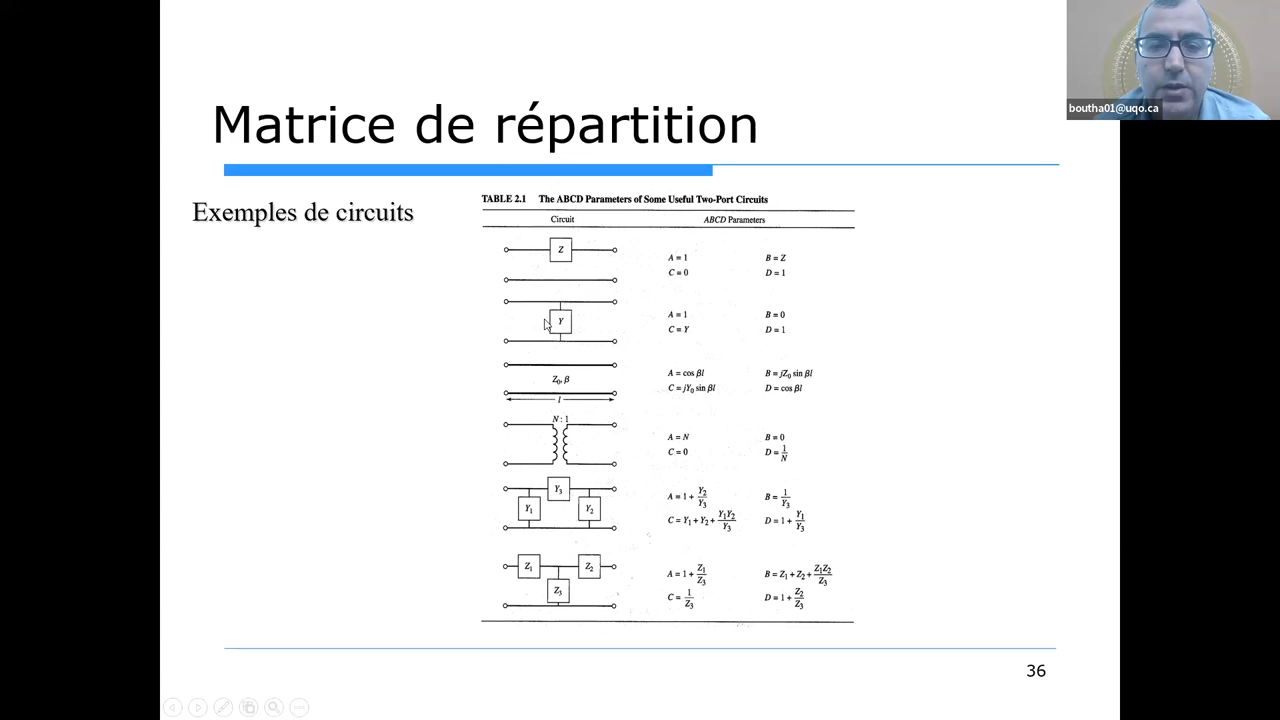 boutha01@uqo.ca
Matrice de répartition
Exemples de circuits
TABLE 2.1 The ABCD Parameters of Some Useful Two-Port Circuits
Circuit ABCD Parameters
Z
A = 1 B = Z
C = 0 D = 1
Y
A = 1 B = 0
C = Y D = 1
Z₀, β
l
A = cos βl B = jZ₀ sin βl
C = jY₀ sin βl D = cos βl
N : 1
A = N B = 0
C = 0 D = 1/N
Y₃
Y₁ Y₂
A = 1 + Y₂/Y₃ B = 1/Y₃
C = Y₁ + Y₂ + Y₁Y₂/Y₃ D = 1 + Y₁/Y₃
Z₁ Z₂
Z₃
A = 1 + Z₁/Z₃ B = Z₁ + Z₂ + Z₁Z₂/Z₃
C = 1/Z₃ D = 1 + Z₂/Z₃
36